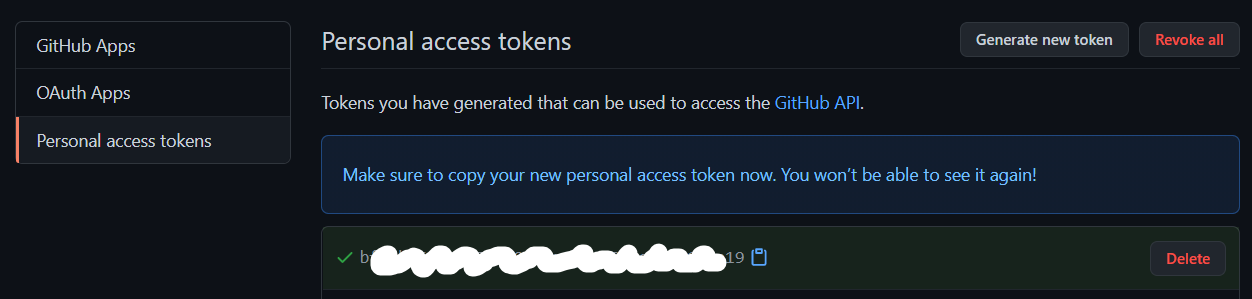 GitHub Apps
OAuth Apps
Personal access tokens
Personal access tokens
Generate new token
Revoke all
Tokens you have generated that can be used to access the GitHub API.
Make sure to copy your new personal access token now. You won't be able to see it again!
Delete